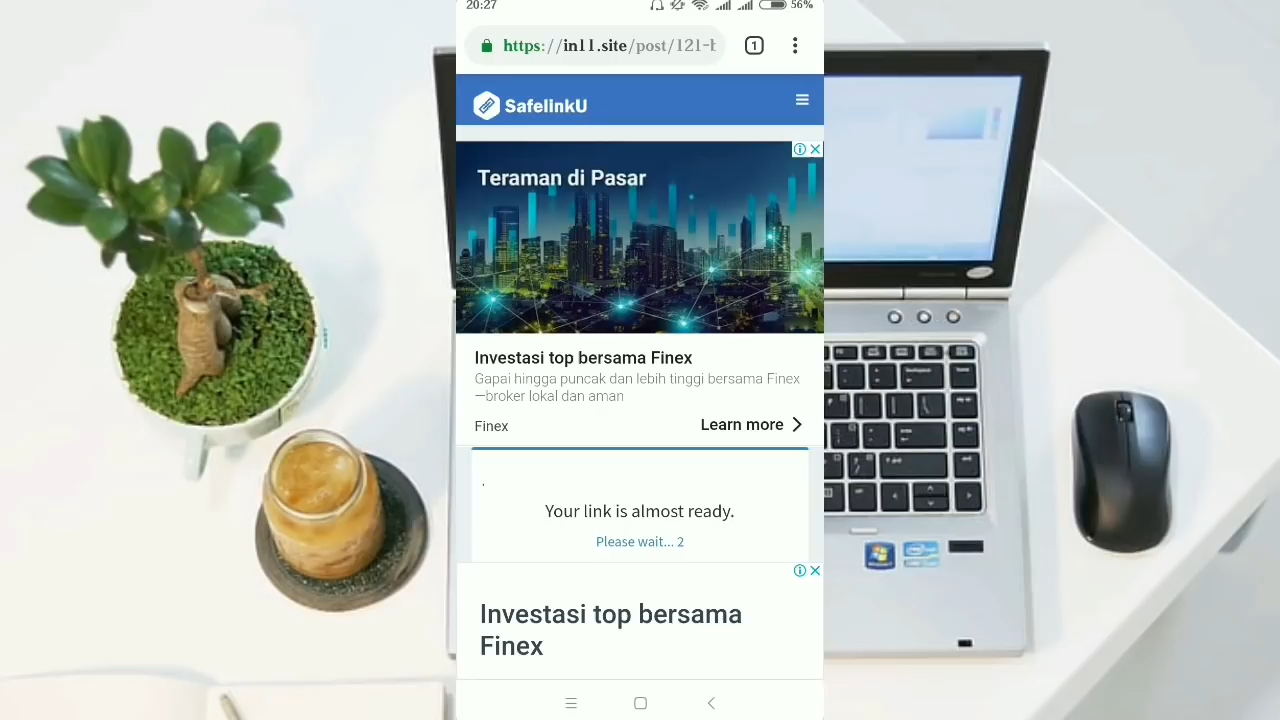 20:27
56%
https://in11.site/post/121-
1
SafelinkU
Teraman di Pasar
Investasi top bersama Finex
Gapai hingga puncak dan lebih tinggi bersama Finex
—broker lokal dan aman
Finex
Learn more
.
Your link is almost ready.
Please wait... 2
Investasi top bersama
Finex